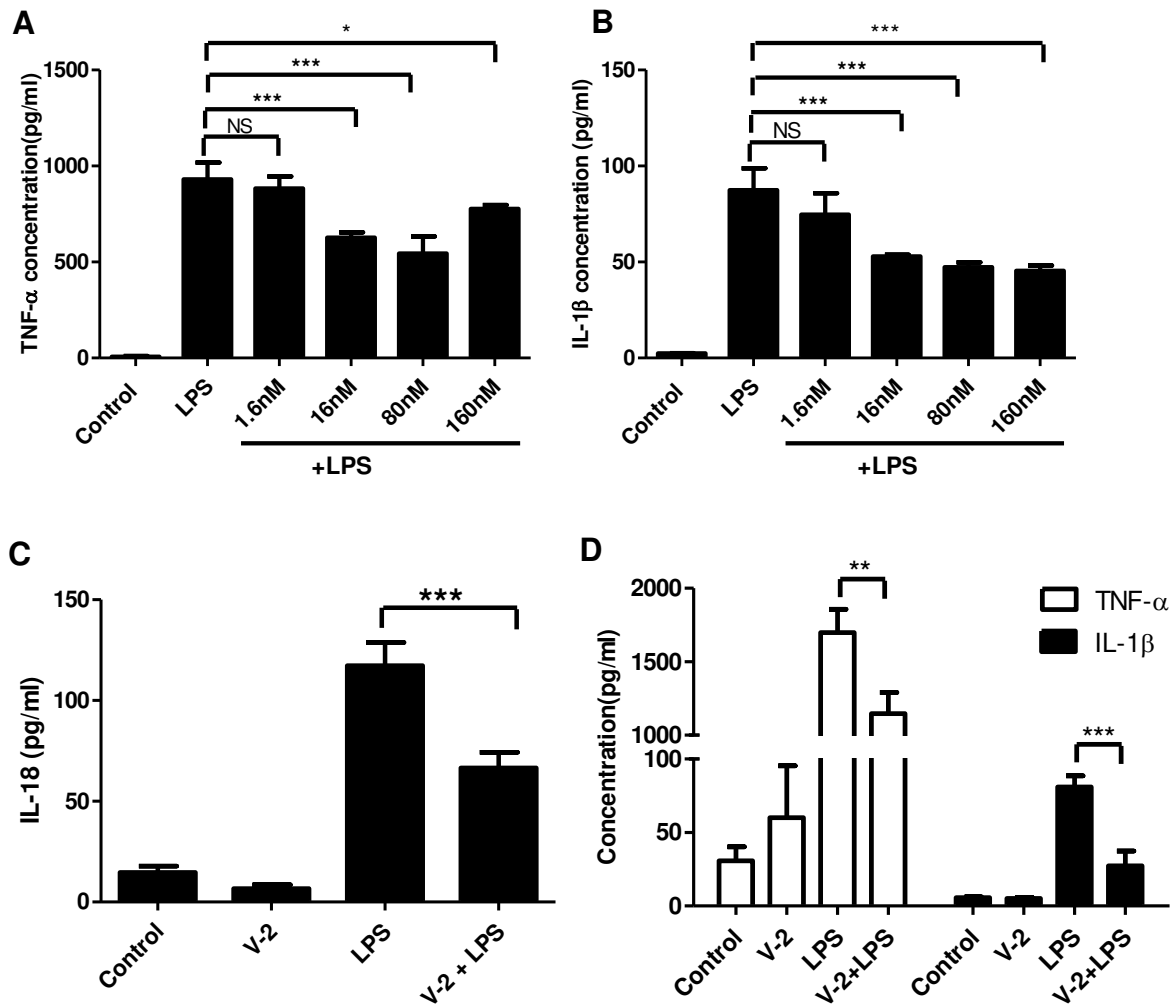 A
*
***
***
NS
TNF-α concentration(pg/ml)
1500
1000
500
0
Control
LPS
1.6nM
16nM
80nM
160nM
+LPS
B
***
***
***
NS
IL-1β concentration (pg/ml)
150
100
50
0
Control
LPS
1.6nM
16nM
80nM
160nM
+LPS
C
***
IL-18 (pg/ml)
150
100
50
0
Control
V-2
LPS
V-2 + LPS
D
**
***
TNF-α
IL-1β
Concentration(pg/ml)
2000
1500
1000
100
50
0
Control
V-2
LPS
V-2+LPS
Control
V-2
LPS
V-2+LPS